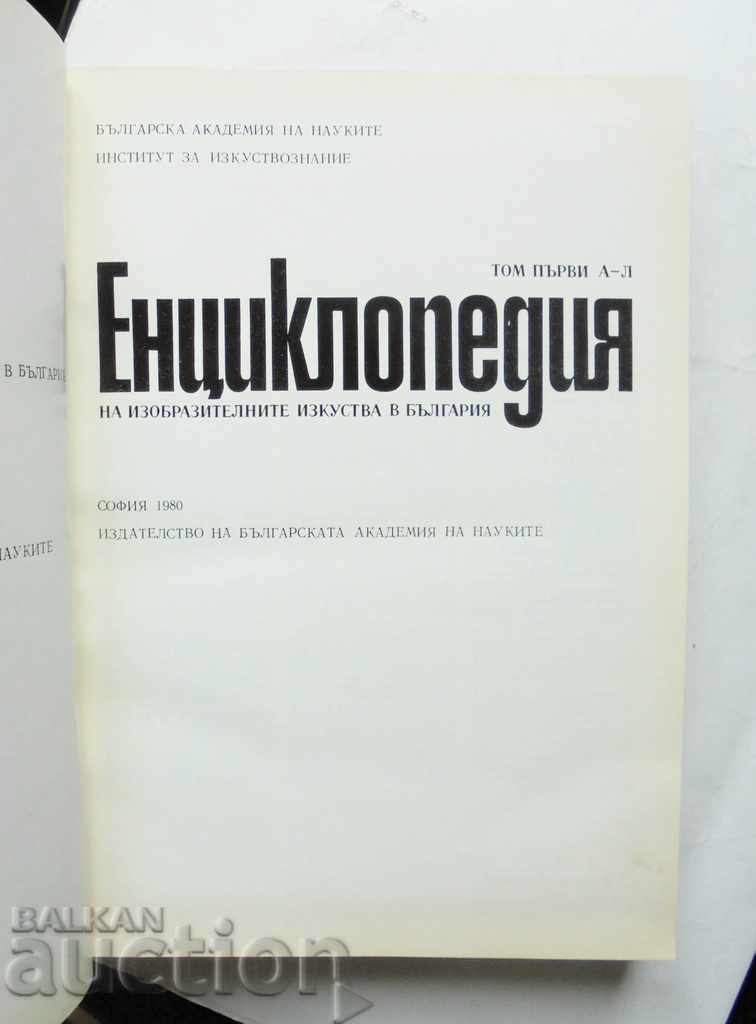 БЪЛГАРСКА АКАДЕМИЯ НА НАУКИТЕ
ИНСТИТУТ ЗА ИЗКУСТВОЗНАНИЕ
ТОМ ПЪРВИ А–Л
Енциклопедия
НА ИЗОБРАЗИТЕЛНИТЕ ИЗКУСТВА В БЪЛГАРИЯ
СОФИЯ 1980
ИЗДАТЕЛСТВО НА БЪЛГАРСКАТА АКАДЕМИЯ НА НАУКИТЕ
В БЪЛГАРИЯ
НАУКИТЕ
BALKAN
auction